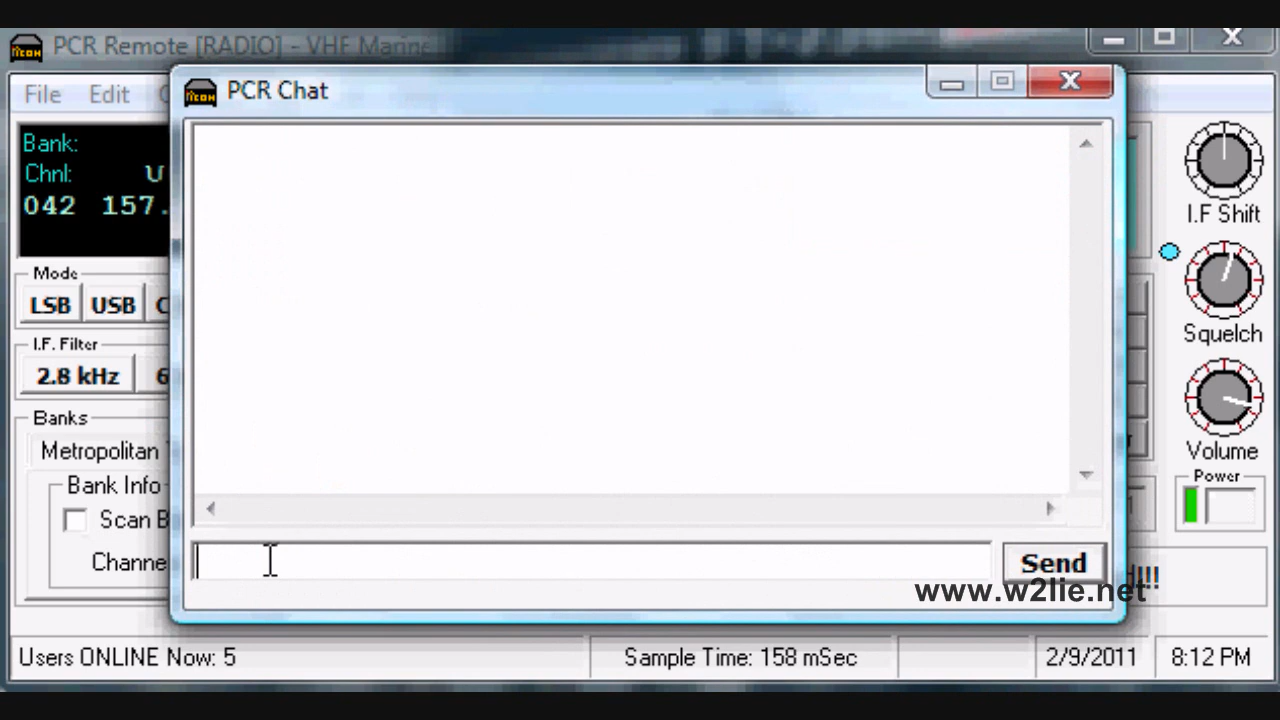 PCR Remote [RADIO] - VHF Marine
File Edit
PCR Chat
Bank:
Chnl: U
042 157.
I.F Shift
Mode
LSB USB
Squelch
I.F. Filter
2.8 kHz 6
Volume
Banks
Metropolitan
Power
Bank Info
Scan B
Channe
Send
www.w2lie.net
!!!
Users ONLINE Now: 5 Sample Time: 158 mSec 2/9/2011 8:12 PM